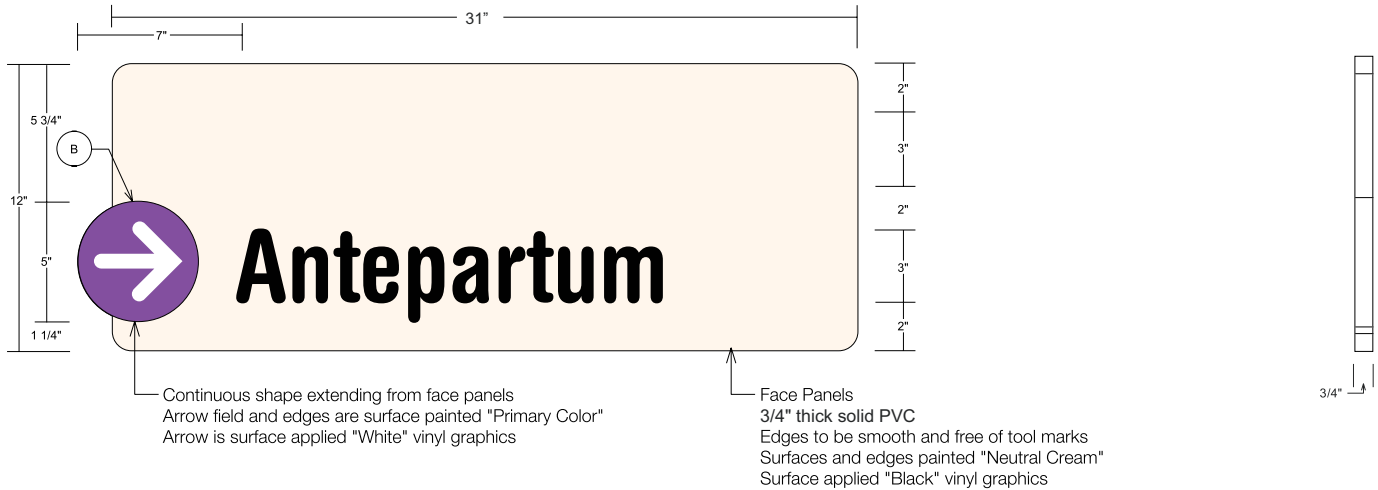 31”
7"
2"
5 3/4"
B
3"
12"
2"
Antepartum
5"
3"
1 1/4"
2"
Continuous shape extending from face panels
Arrow field and edges are surface painted "Primary Color"
Arrow is surface applied "White" vinyl graphics
Face Panels
3/4" thick solid PVC
Edges to be smooth and free of tool marks
Surfaces and edges painted "Neutral Cream"
Surface applied "Black" vinyl graphics
3/4"